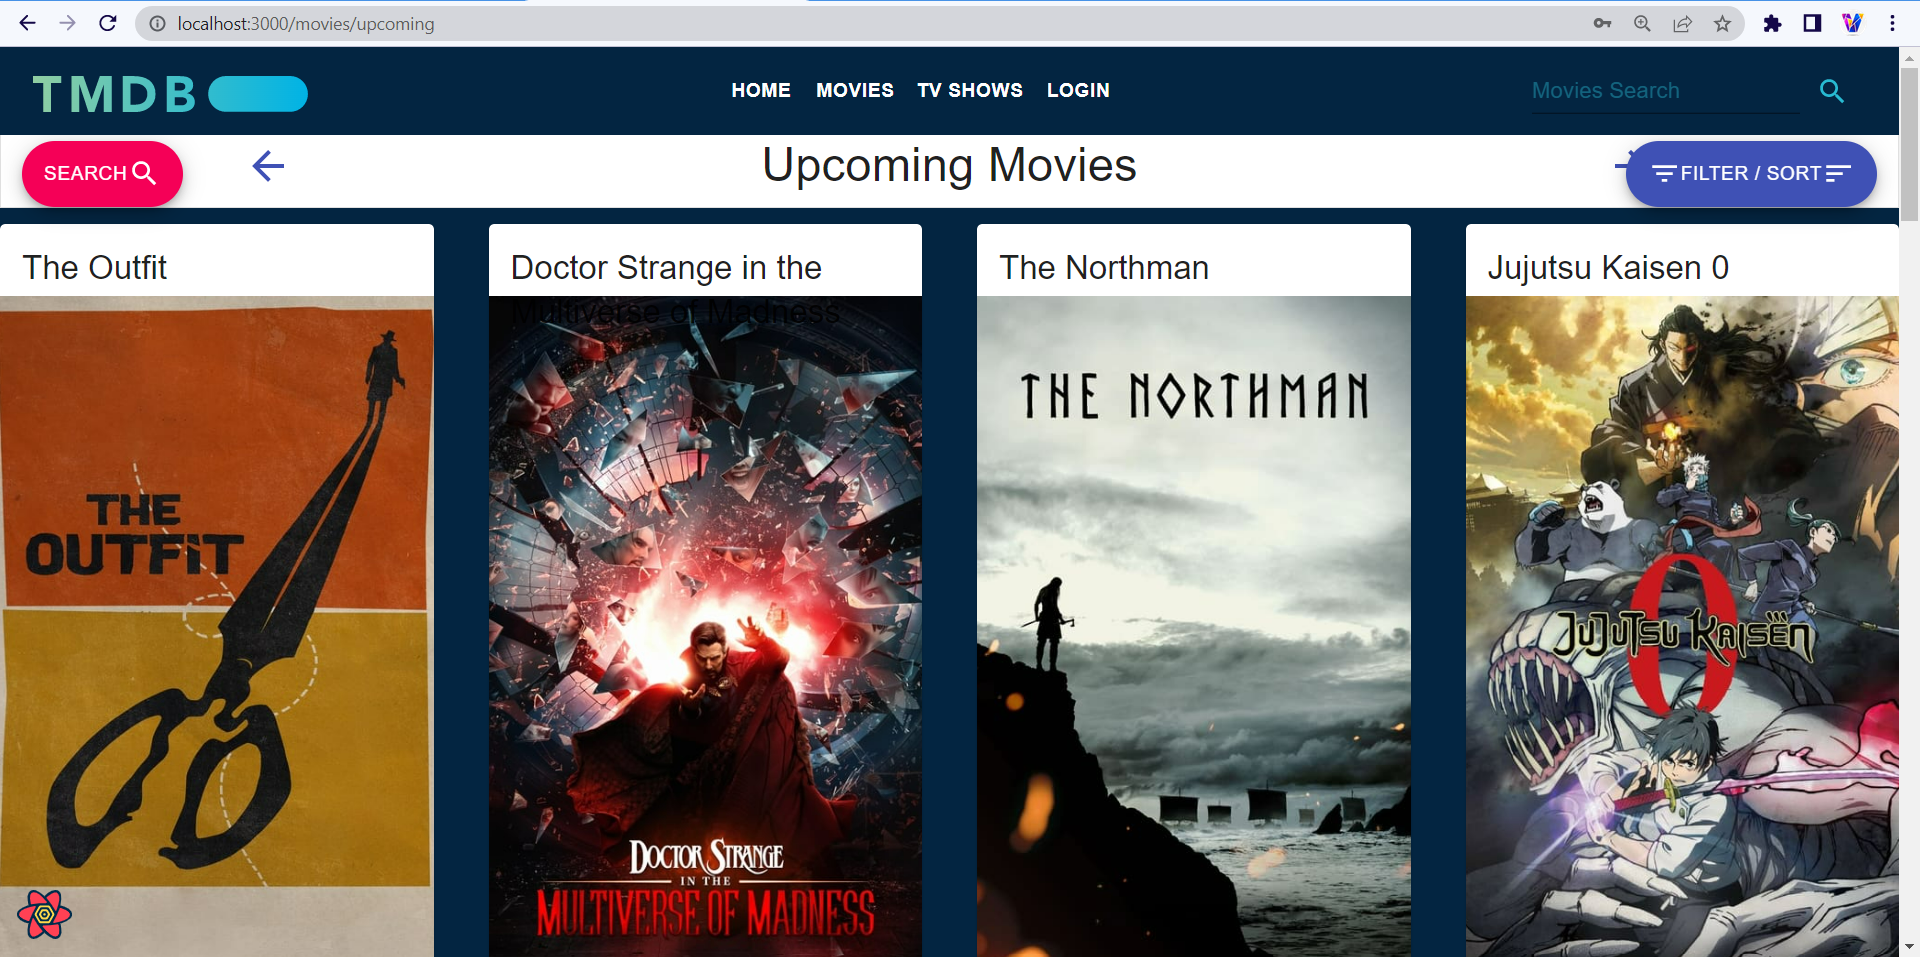 localhost:3000/movies/upcoming
TMDB
HOME MOVIES TV SHOWS LOGIN
Movies Search
SEARCH
Upcoming Movies
FILTER / SORT
The Outfit
Doctor Strange in the
Multiverse of Madness
The Northman
Jujutsu Kaisen 0
THE
OUTFIT
DOCTOR STRANGE
IN THE
MULTIVERSE OF MADNESS
THE NORTHMAN
0
JUJUTSU KAISEN